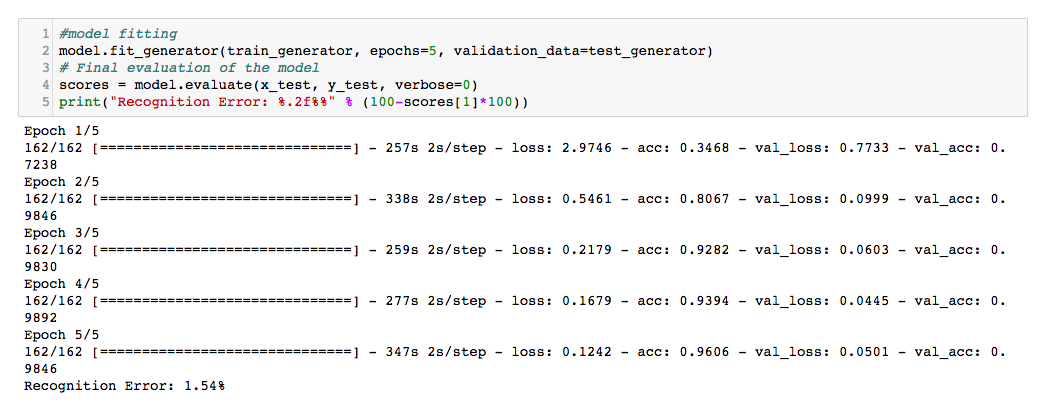 1 #model fitting
2 model.fit_generator(train_generator, epochs=5, validation_data=test_generator)
3 # Final evaluation of the model
4 scores = model.evaluate(x_test, y_test, verbose=0)
5 print("Recognition Error: %.2f%%" % (100-scores[1]*100))
Epoch 1/5
162/162 [==============================] - 257s 2s/step - loss: 2.9746 - acc: 0.3468 - val_loss: 0.7733 - val_acc: 0.
7238
Epoch 2/5
162/162 [==============================] - 338s 2s/step - loss: 0.5461 - acc: 0.8067 - val_loss: 0.0999 - val_acc: 0.
9846
Epoch 3/5
162/162 [==============================] - 259s 2s/step - loss: 0.2179 - acc: 0.9282 - val_loss: 0.0603 - val_acc: 0.
9830
Epoch 4/5
162/162 [==============================] - 277s 2s/step - loss: 0.1679 - acc: 0.9394 - val_loss: 0.0445 - val_acc: 0.
9892
Epoch 5/5
162/162 [==============================] - 347s 2s/step - loss: 0.1242 - acc: 0.9606 - val_loss: 0.0501 - val_acc: 0.
9846
Recognition Error: 1.54%